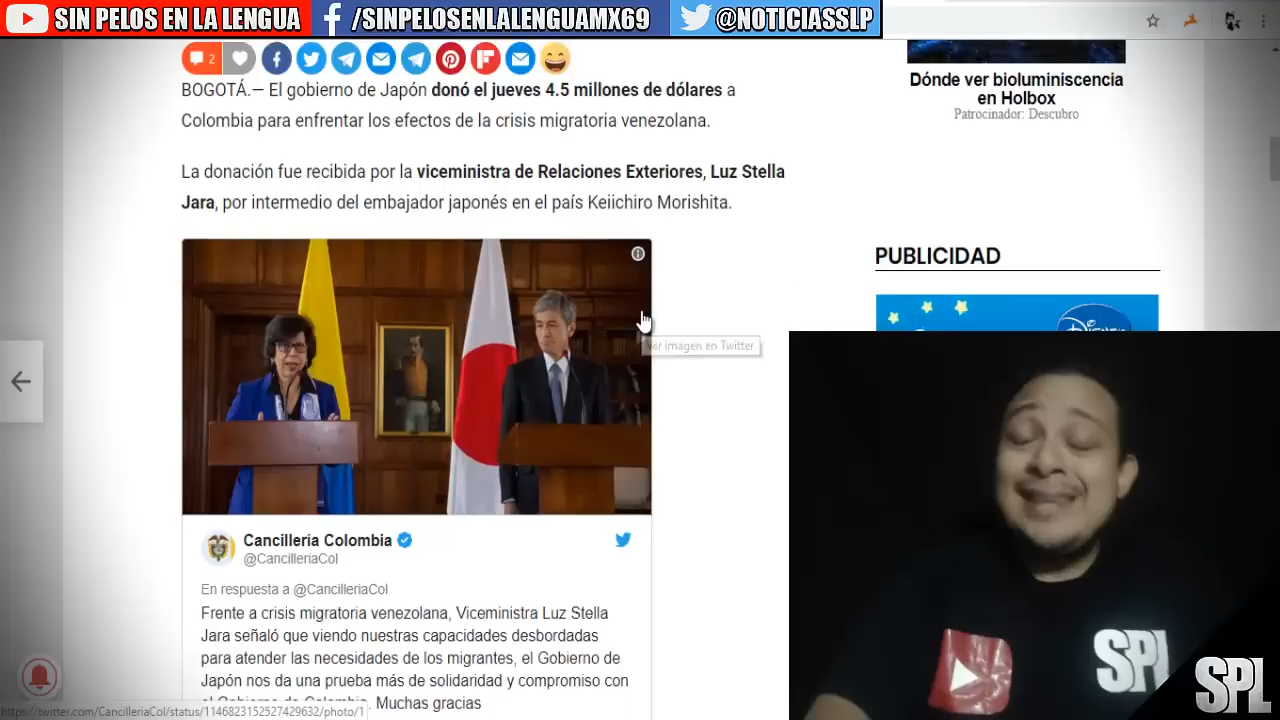 SIN PELOS EN LA LENGUA
/SINPELOSENLALENGUAMX69
@NOTICIASSLP
2
BOGOTÁ.— El gobierno de Japón donó el jueves 4.5 millones de dólares a
Colombia para enfrentar los efectos de la crisis migratoria venezolana.
La donación fue recibida por la viceministra de Relaciones Exteriores, Luz Stella
Jara, por intermedio del embajador japonés en el país Keiichiro Morishita.
Dónde ver bioluminiscencia
en Holbox
Patrocinador: Descubro
PUBLICIDAD
Disney
Ver imagen en Twitter
Cancillería Colombia
@CancilleriaCol
En respuesta a @CancilleriaCol
Frente a crisis migratoria venezolana, Viceministra Luz Stella
Jara señaló que viendo nuestras capacidades desbordadas
para atender las necesidades de los migrantes, el Gobierno de
Japón nos da una prueba más de solidaridad y compromiso con
el Gobierno de Colombia. Muchas gracias
https://twitter.com/CancilleriaCol/status/1146823152527429632/photo/1
SPL
SPL